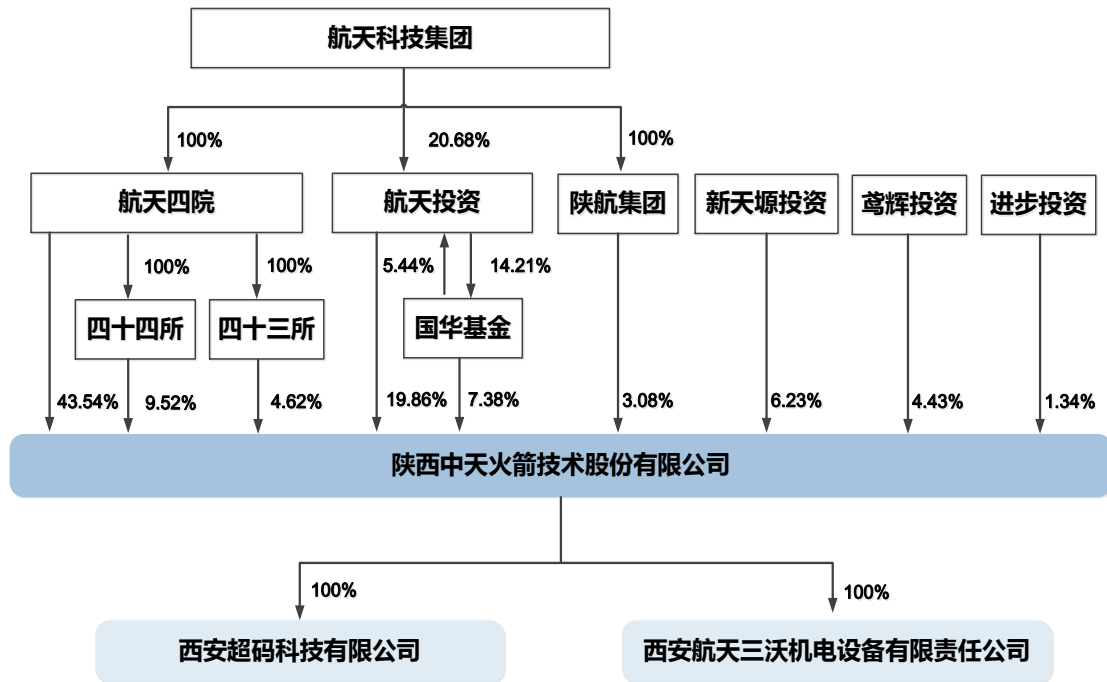 航天科技集团
100%
20.68%
100%
航天四院
航天投资
陕航集团
新天塬投资
鸢辉投资
进步投资
100%
100%
5.44%
14.21%
四十四所
四十三所
国华基金
43.54%
9.52%
4.62%
19.86%
7.38%
3.08%
6.23%
4.43%
1.34%
陕西中天火箭技术股份有限公司
100%
100%
西安超码科技有限公司
西安航天三沃机电设备有限责任公司